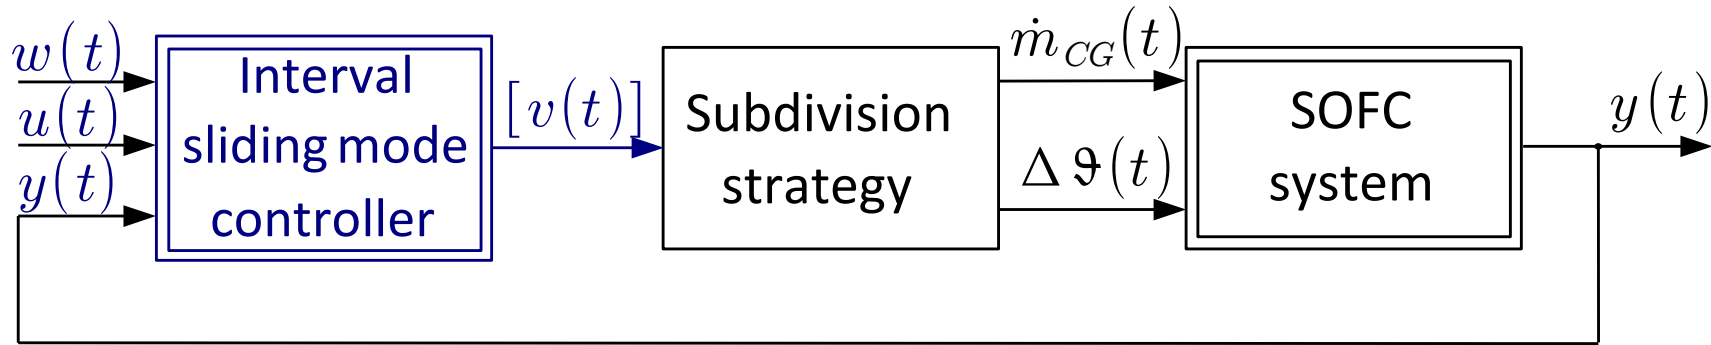 w(t)
u(t)
y(t)
Interval
sliding mode
controller
[v(t)]
Subdivision
strategy
ṁ_CG(t)
Δϑ(t)
SOFC
system
y(t)